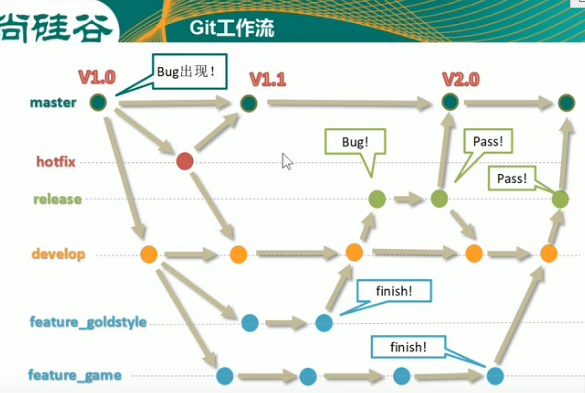 尚硅谷
Git工作流
V1.0
Bug出现!
V1.1
V2.0
master
Bug!
Pass!
hotfix
Pass!
release
develop
finish!
feature_goldstyle
finish!
feature_game